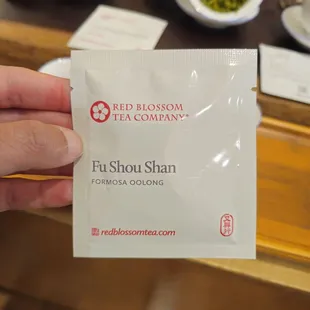 RED BLOSSOM
TEA COMPANY®
Fu Shou Shan
FORMOSA OOLONG
redblossomtea.com